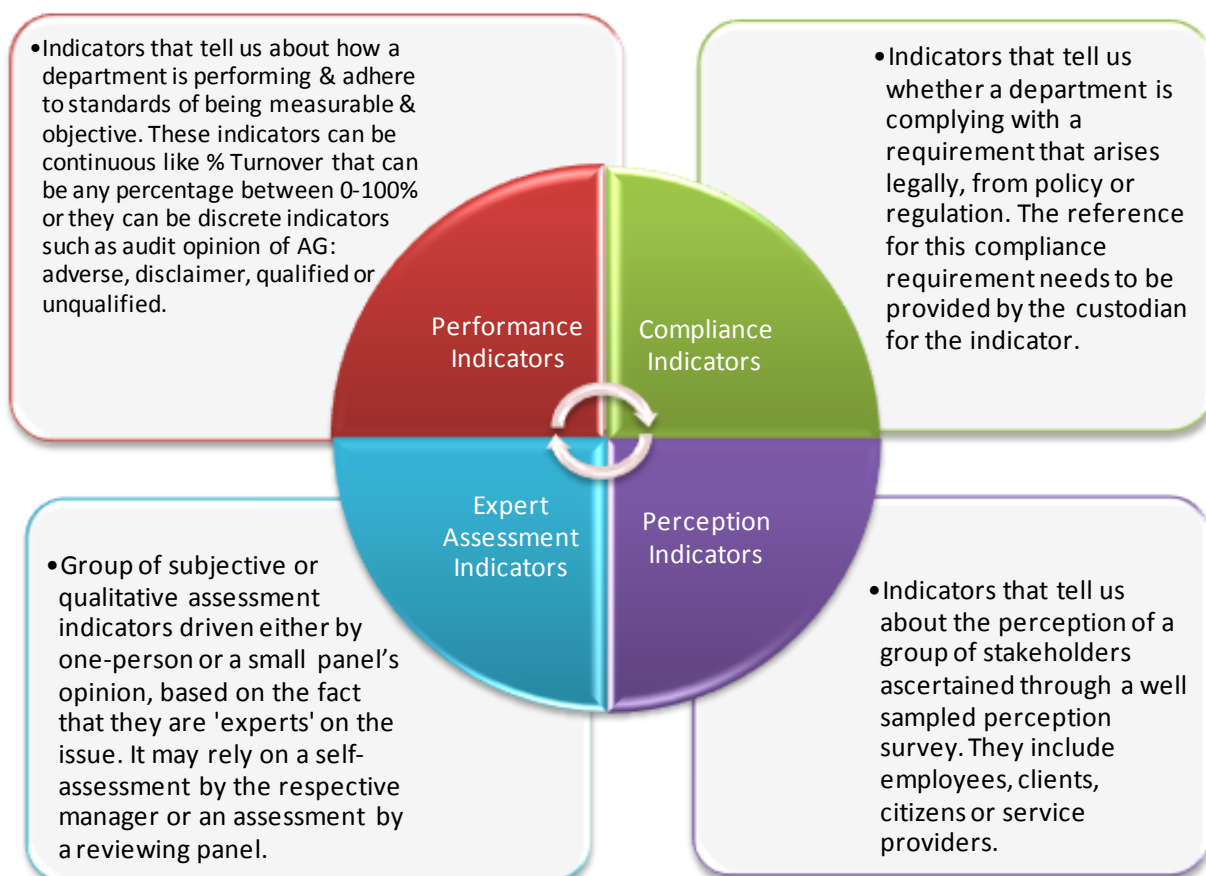 •Indicators that tell us about how a
department is performing & adhere
to standards of being measurable &
objective. These indicators can be
continuous like % Turnover that can
be any percentage between 0-100%
or they can be discrete indicators
such as audit opinion of AG:
adverse, disclaimer, qualified or
unqualified.
•Indicators that tell us
whether a department is
complying with a
requirement that arises
legally, from policy or
regulation. The reference
for this compliance
requirement needs to be
provided by the custodian
for the indicator.
Performance
Indicators
Compliance
Indicators
Expert
Assessment
Indicators
Perception
Indicators
•Group of subjective or
qualitative assessment
indicators driven either by
one-person or a small panel’s
opinion, based on the fact
that they are 'experts' on the
issue. It may rely on a self-
assessment by the respective
manager or an assessment by
a reviewing panel.
•Indicators that tell us
about the perception of a
group of stakeholders
ascertained through a well
sampled perception
survey. They include
employees, clients,
citizens or service
providers.